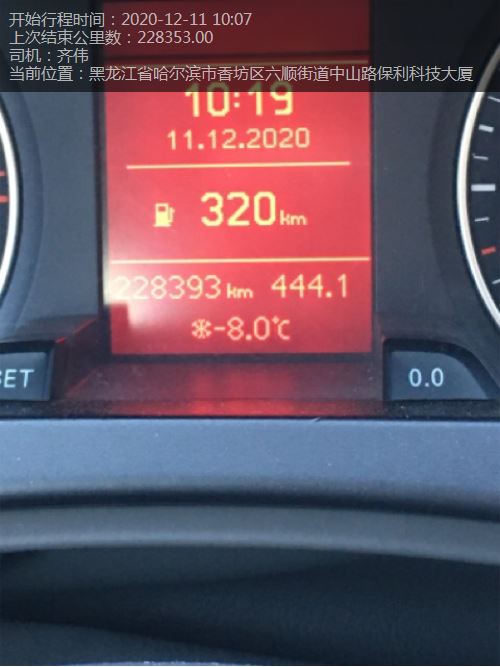 开始行程时间：2020-12-11 10:07
上次结束公里数：228353.00
司机：齐伟
当前位置：黑龙江省哈尔滨市香坊区六顺街道中山路保利科技大厦
10:19
11.12.2020
320km
228393km 444.1
-8.0℃
SET
0.0